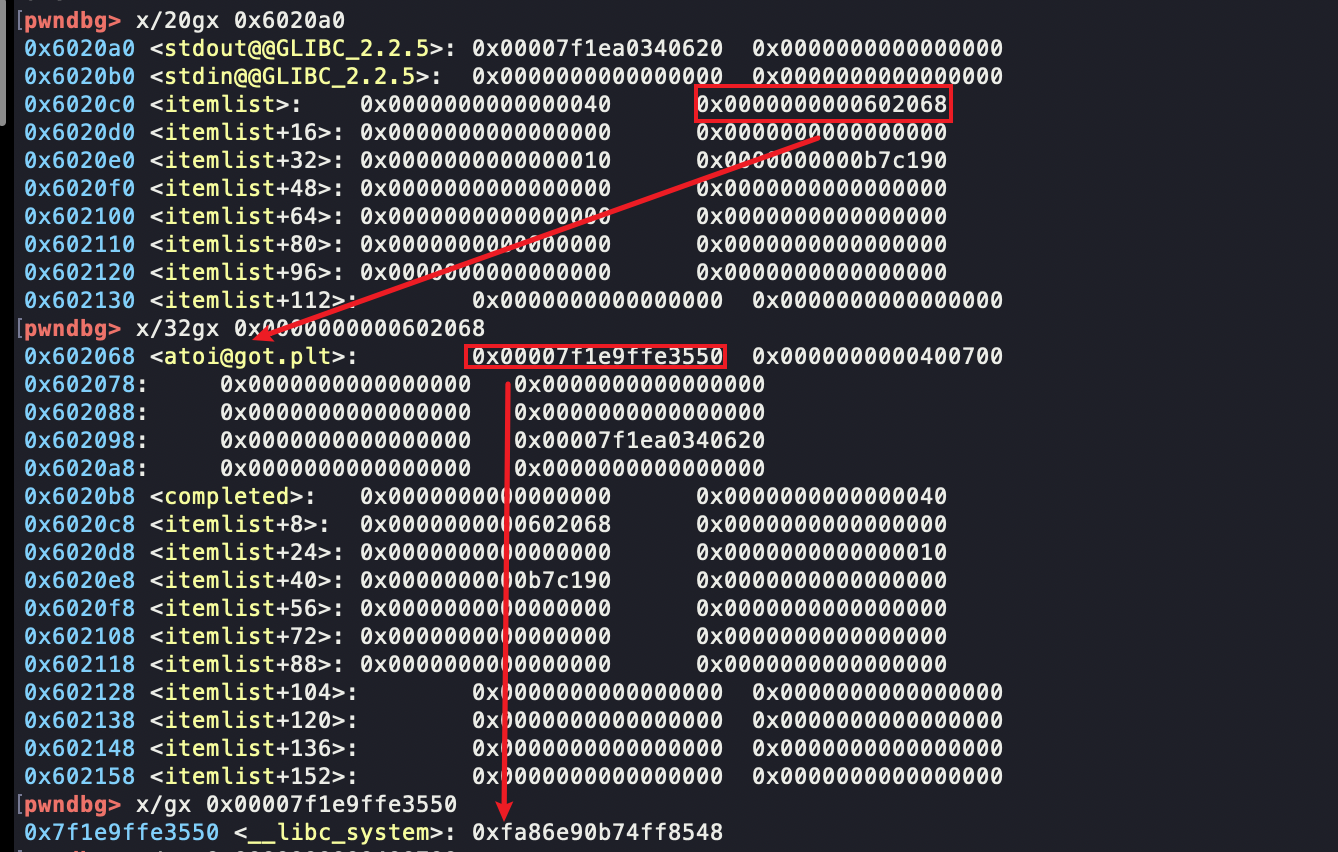 [pwndbg> x/20gx 0x6020a0
0x6020a0 <stdout@@GLIBC_2.2.5>: 0x00007f1ea0340620 0x0000000000000000
0x6020b0 <stdin@@GLIBC_2.2.5>: 0x0000000000000000 0x0000000000000000
0x6020c0 <itemlist>: 0x0000000000000040 0x0000000000602068
0x6020d0 <itemlist+16>: 0x0000000000000000 0x0000000000000000
0x6020e0 <itemlist+32>: 0x0000000000000010 0x0000000000b7c190
0x6020f0 <itemlist+48>: 0x0000000000000000 0x0000000000000000
0x602100 <itemlist+64>: 0x0000000000000000 0x0000000000000000
0x602110 <itemlist+80>: 0x0000000000000000 0x0000000000000000
0x602120 <itemlist+96>: 0x0000000000000000 0x0000000000000000
0x602130 <itemlist+112>: 0x0000000000000000 0x0000000000000000
[pwndbg> x/32gx 0x0000000000602068
0x602068 <atoi@got.plt>: 0x00007f1e9ffe3550 0x0000000000400700
0x602078: 0x0000000000000000 0x0000000000000000
0x602088: 0x0000000000000000 0x0000000000000000
0x602098: 0x0000000000000000 0x00007f1ea0340620
0x6020a8: 0x0000000000000000 0x0000000000000000
0x6020b8 <completed>: 0x0000000000000000 0x0000000000000040
0x6020c8 <itemlist+8>: 0x0000000000602068 0x0000000000000000
0x6020d8 <itemlist+24>: 0x0000000000000000 0x0000000000000010
0x6020e8 <itemlist+40>: 0x0000000000b7c190 0x0000000000000000
0x6020f8 <itemlist+56>: 0x0000000000000000 0x0000000000000000
0x602108 <itemlist+72>: 0x0000000000000000 0x0000000000000000
0x602118 <itemlist+88>: 0x0000000000000000 0x0000000000000000
0x602128 <itemlist+104>: 0x0000000000000000 0x0000000000000000
0x602138 <itemlist+120>: 0x0000000000000000 0x0000000000000000
0x602148 <itemlist+136>: 0x0000000000000000 0x0000000000000000
0x602158 <itemlist+152>: 0x0000000000000000 0x0000000000000000
[pwndbg> x/gx 0x00007f1e9ffe3550
0x7f1e9ffe3550 <__libc_system>: 0xfa86e90b74ff8548